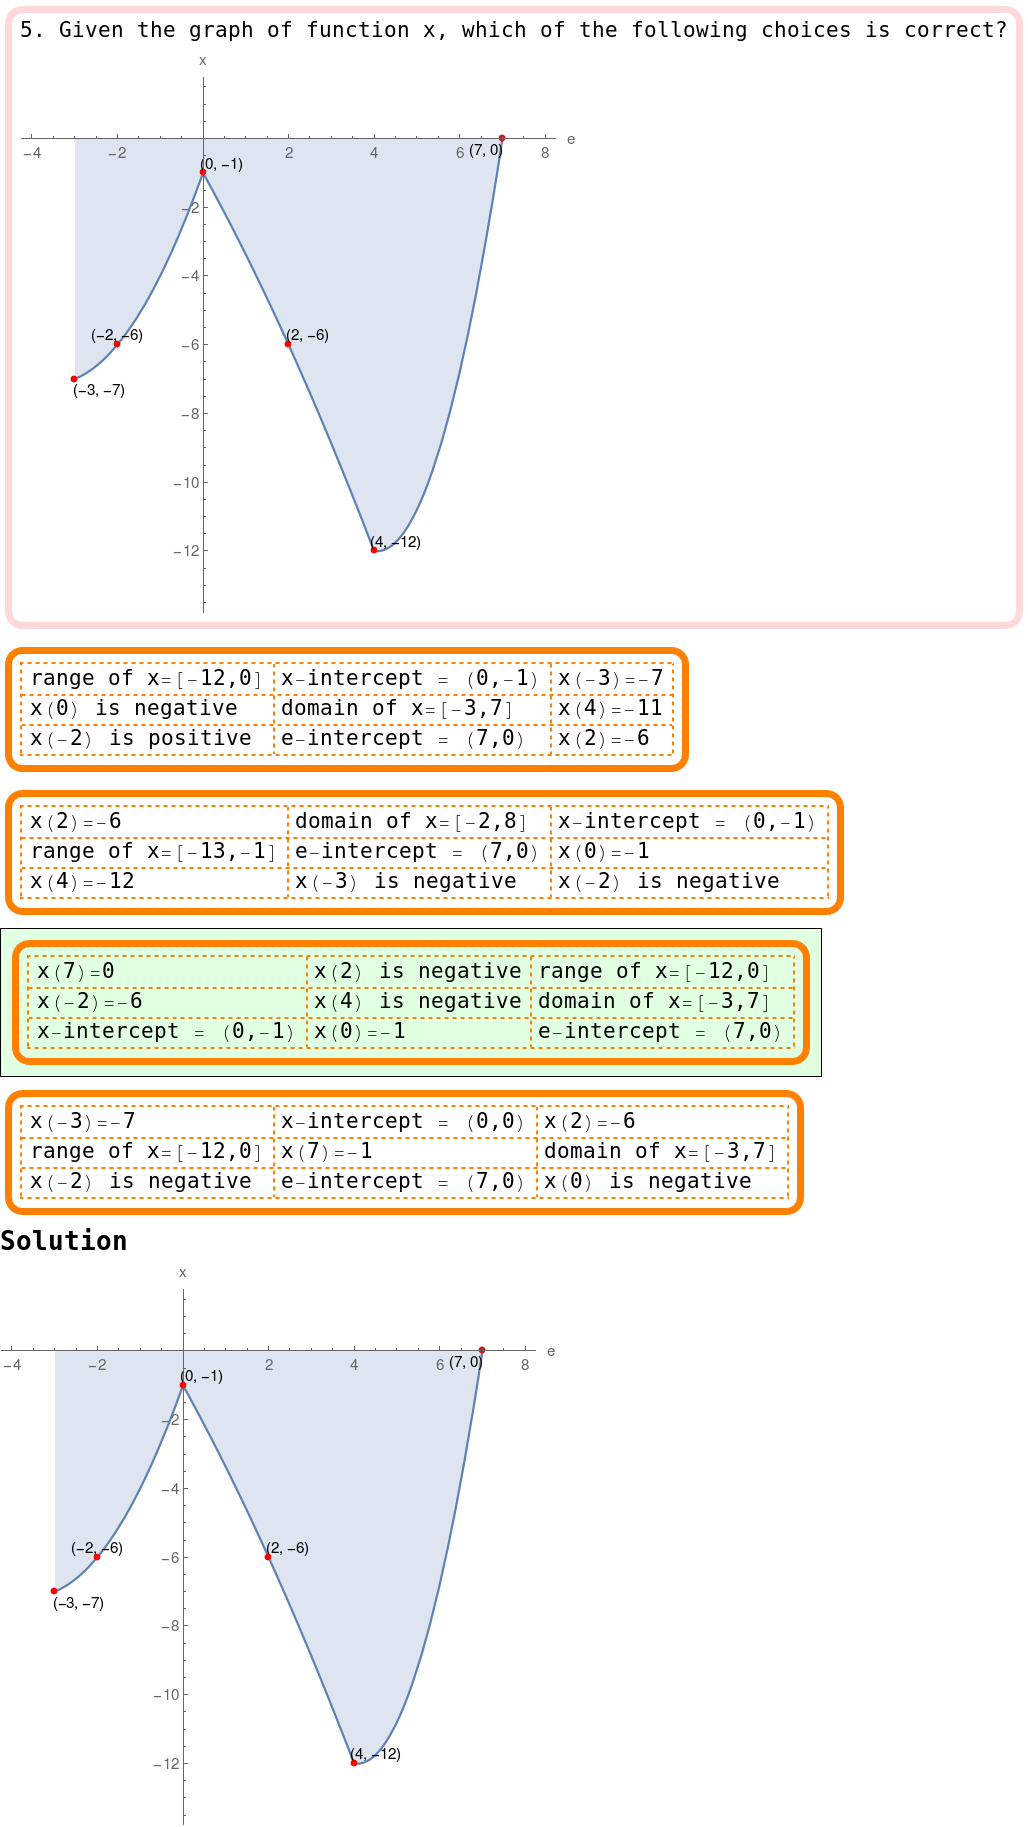 5. Given the graph of function x, which of the following choices is correct?
x
−4 −2 2 4 6 8 e
(7, 0)
(0, −1)
−2
−4
(−2, −6) (2, −6)
−6
(−3, −7)
−8
−10
(4, −12)
−12
range of x=[-12,0] x-intercept = (0,-1) x(-3)=-7
x(0) is negative domain of x=[-3,7] x(4)=-11
x(-2) is positive e-intercept = (7,0) x(2)=-6
x(2)=-6 domain of x=[-2,8] x-intercept = (0,-1)
range of x=[-13,-1] e-intercept = (7,0) x(0)=-1
x(4)=-12 x(-3) is negative x(-2) is negative
x(7)=0 x(2) is negative range of x=[-12,0]
x(-2)=-6 x(4) is negative domain of x=[-3,7]
x-intercept = (0,-1) x(0)=-1 e-intercept = (7,0)
x(-3)=-7 x-intercept = (0,0) x(2)=-6
range of x=[-12,0] x(7)=-1 domain of x=[-3,7]
x(-2) is negative e-intercept = (7,0) x(0) is negative
Solution
x
−4 −2 2 4 6 8 e
(7, 0)
(0, −1)
−2
−4
(−2, −6) (2, −6)
−6
(−3, −7)
−8
−10
(4, −12)
−12